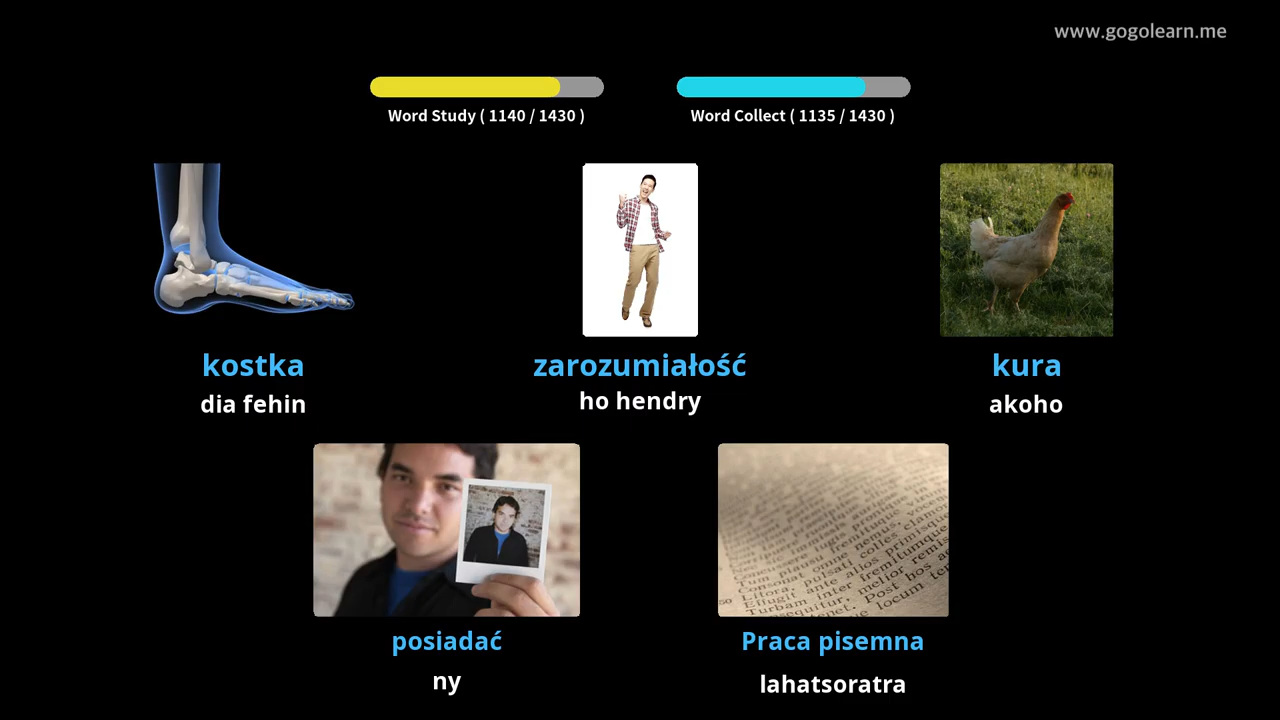 www.gogolearn.me
Word Study ( 1140 / 1430 )
Word Collect ( 1135 / 1430 )
kostka
dia fehin
zarozumiałość
ho hendry
kura
akoho
posiadać
ny
Praca pisemna
lahatsoratra